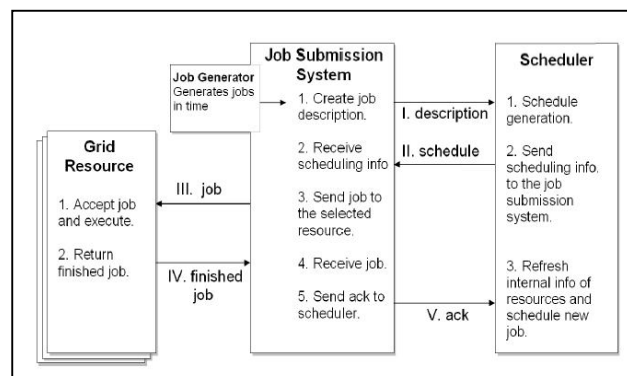 Job Generator
Generates jobs
in time
Job Submission
System
1. Create job
description.
2. Receive
scheduling info
3. Send job to
the selected
resource.
4. Receive job.
5. Send ack to
scheduler.
Scheduler
1. Schedule
generation.
2. Send
scheduling info.
to the job
submission
system.
3. Refresh
internal info of
resources and
schedule new
job.
Grid
Resource
1. Accept job
and execute.
2. Return
finished job.
I. description
II. schedule
III. job
IV. finished
job
V. ack